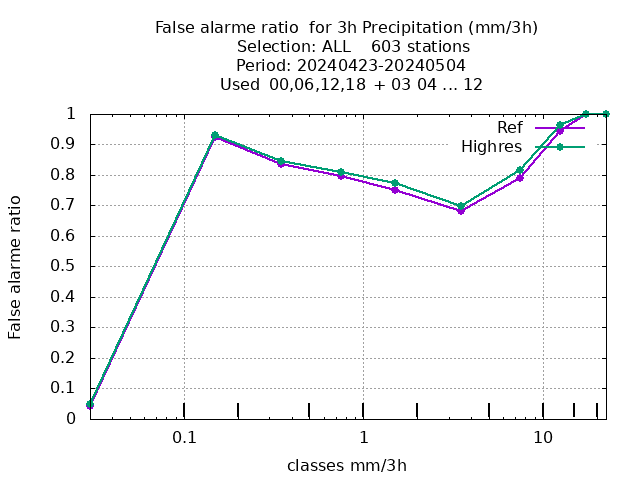 False alarme ratio  for 3h Precipitation (mm/3h)
Selection: ALL    603 stations
Period: 20240423-20240504
Used  00,06,12,18  + 03 04 ... 12
1
0.9
0.8
0.7
0.6
0.5
0.4
0.3
0.2
0.1
0
False alarme ratio
Ref
Highres
0.1
1
10
classes mm/3h